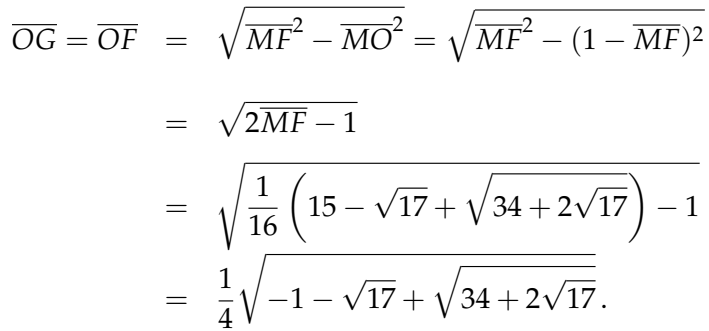 $\overline{OG} = \overline{OF} = \sqrt{\overline{MF}^2 - \overline{MO}^2} = \sqrt{\overline{MF}^2 - (1 - \overline{MF})^2}$
$= \sqrt{2\overline{MF} - 1}$
$= \sqrt{\frac{1}{16}\left(15 - \sqrt{17} + \sqrt{34 + 2\sqrt{17}}\right) - 1}$
$= \frac{1}{4}\sqrt{-1 - \sqrt{17} + \sqrt{34 + 2\sqrt{17}}}.$